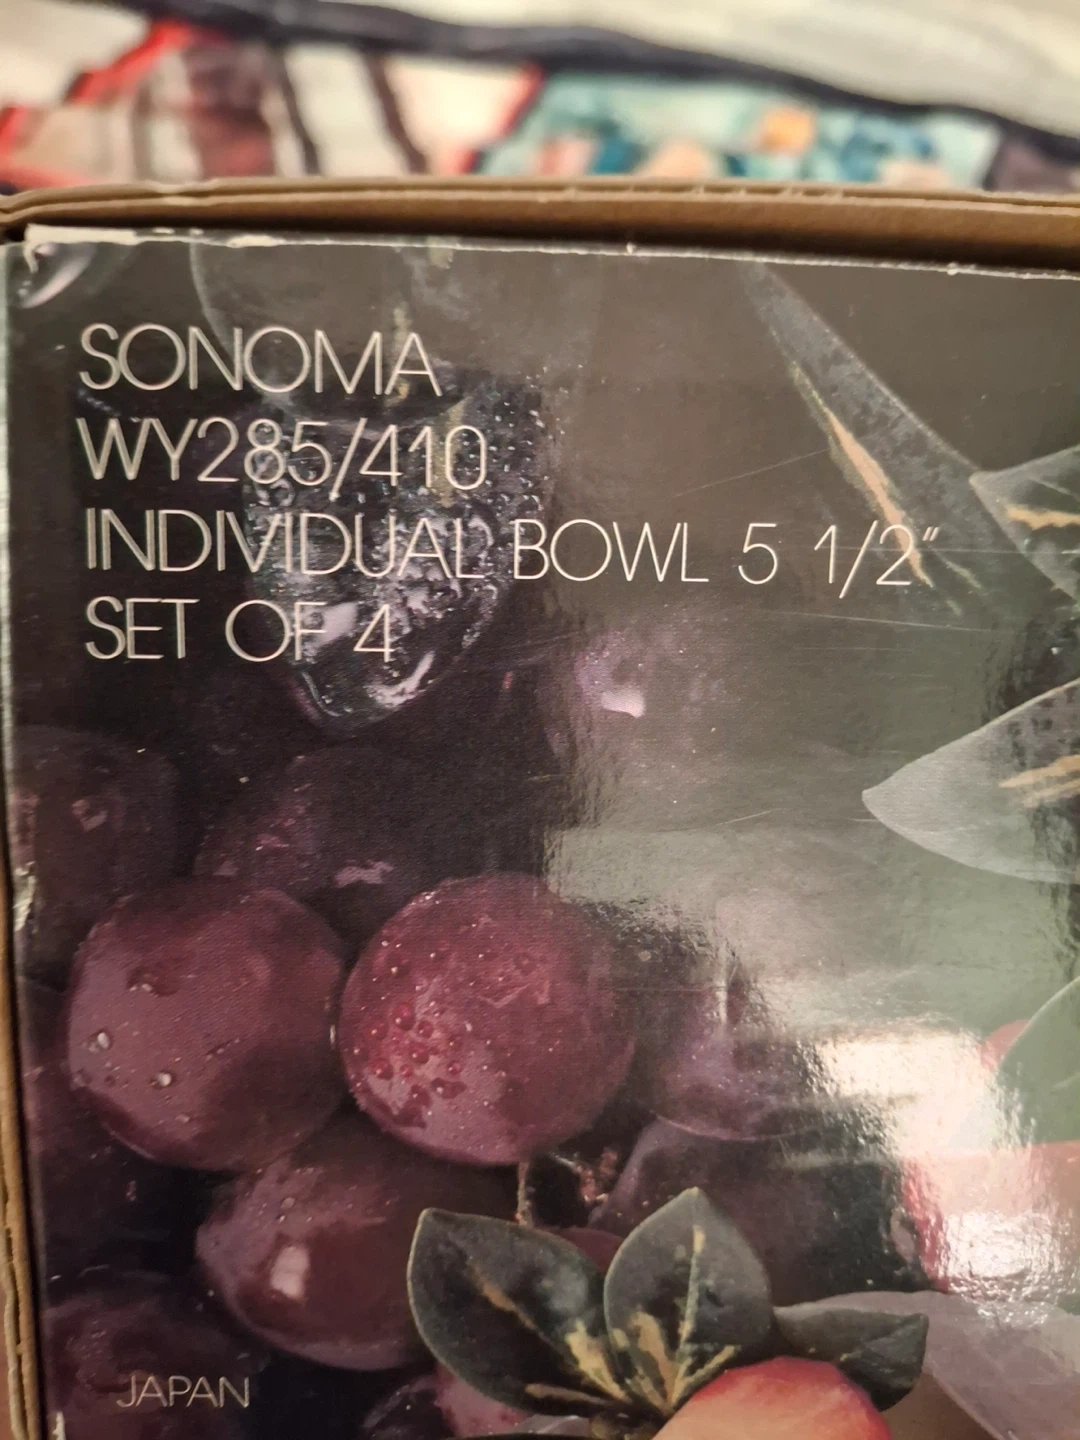 SONOMA
WY285/410
INDIVIDUAL BOWL 5 1/2"
SET OF 4
JAPAN